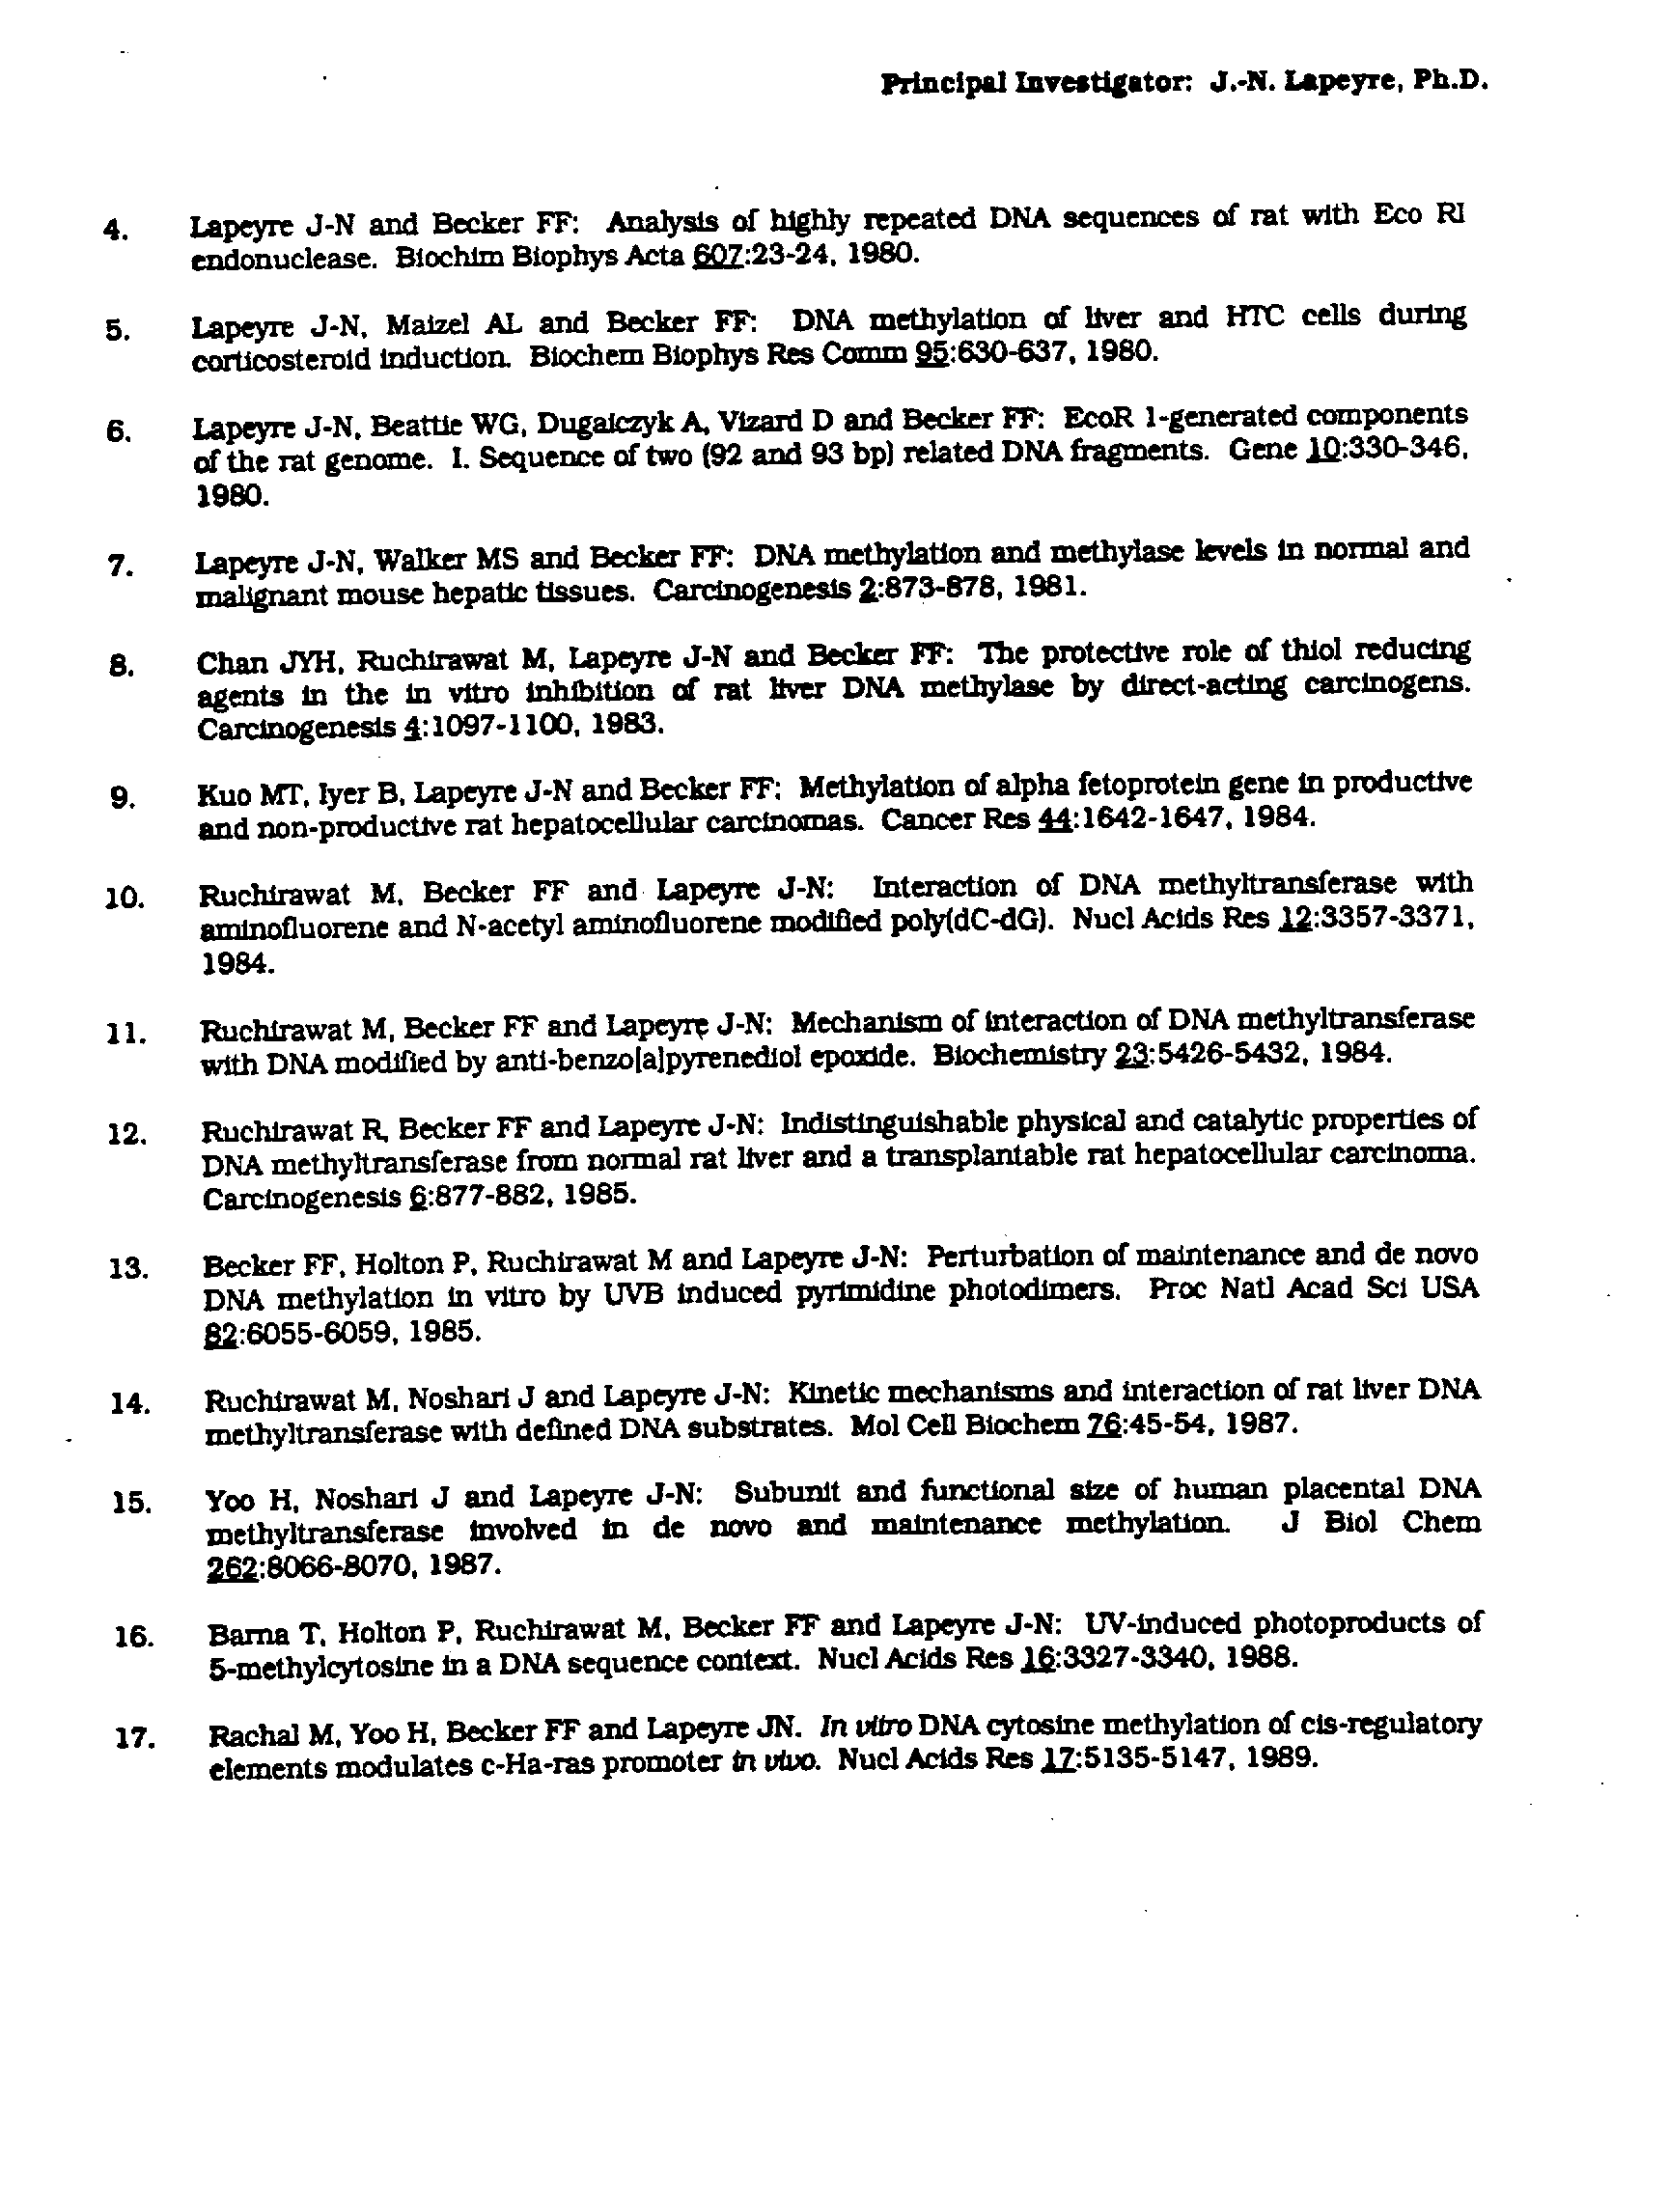 Principal Investigator: J.-N. Lapeyre, Ph.D.
4. Lapeyre J-N and Becker FF: Analysis of highly repeated DNA sequences of rat with Eco RI
endonuclease. Biochim Biophys Acta 607:23-24, 1980.
5. Lapeyre J-N, Maizel AL and Becker FF: DNA methylation of liver and HTC cells during
corticosteroid induction. Biochem Biophys Res Comm 95:630-637, 1980.
6. Lapeyre J-N, Beattie WG, Dugaiczyk A, Vizard D and Becker FF: EcoR 1-generated components
of the rat genome. I. Sequence of two (92 and 93 bp) related DNA fragments. Gene 10:330-346,
1980.
7. Lapeyre J-N, Walker MS and Becker FF: DNA methylation and methylase levels in normal and
malignant mouse hepatic tissues. Carcinogenesis 2:873-878, 1981.
8. Chan JYH, Ruchirawat M, Lapeyre J-N and Becker FF: The protective role of thiol reducing
agents in the in vitro inhibition of rat liver DNA methylase by direct-acting carcinogens.
Carcinogenesis 4:1097-1100, 1983.
9. Kuo MT, Iyer B, Lapeyre J-N and Becker FF: Methylation of alpha fetoprotein gene in productive
and non-productive rat hepatocellular carcinomas. Cancer Res 44:1642-1647, 1984.
10. Ruchirawat M, Becker FF and Lapeyre J-N: Interaction of DNA methyltransferase with
aminofluorene and N-acetyl aminofluorene modified poly(dC-dG). Nucl Acids Res 12:3357-3371,
1984.
11. Ruchirawat M, Becker FF and Lapeyre J-N: Mechanism of interaction of DNA methyltransferase
with DNA modified by anti-benzo[a]pyrenediol epoxide. Biochemistry 23:5426-5432, 1984.
12. Ruchirawat R, Becker FF and Lapeyre J-N: Indistinguishable physical and catalytic properties of
DNA methyltransferase from normal rat liver and a transplantable rat hepatocellular carcinoma.
Carcinogenesis 6:877-882, 1985.
13. Becker FF, Holton P, Ruchirawat M and Lapeyre J-N: Perturbation of maintenance and de novo
DNA methylation in vitro by UVB induced pyrimidine photodimers. Proc Natl Acad Sci USA
82:6055-6059, 1985.
14. Ruchirawat M, Noshari J and Lapeyre J-N: Kinetic mechanisms and interaction of rat liver DNA
methyltransferase with defined DNA substrates. Mol Cell Biochem 76:45-54, 1987.
15. Yoo H, Noshari J and Lapeyre J-N: Subunit and functional size of human placental DNA
methyltransferase involved in de novo and maintenance methylation. J Biol Chem
262:8066-8070, 1987.
16. Barna T, Holton P, Ruchirawat M, Becker FF and Lapeyre J-N: UV-induced photoproducts of
5-methylcytosine in a DNA sequence context. Nucl Acids Res 16:3327-3340, 1988.
17. Rachal M, Yoo H, Becker FF and Lapeyre JN. In vitro DNA cytosine methylation of cis-regulatory
elements modulates c-Ha-ras promoter in vivo. Nucl Acids Res 17:5135-5147, 1989.